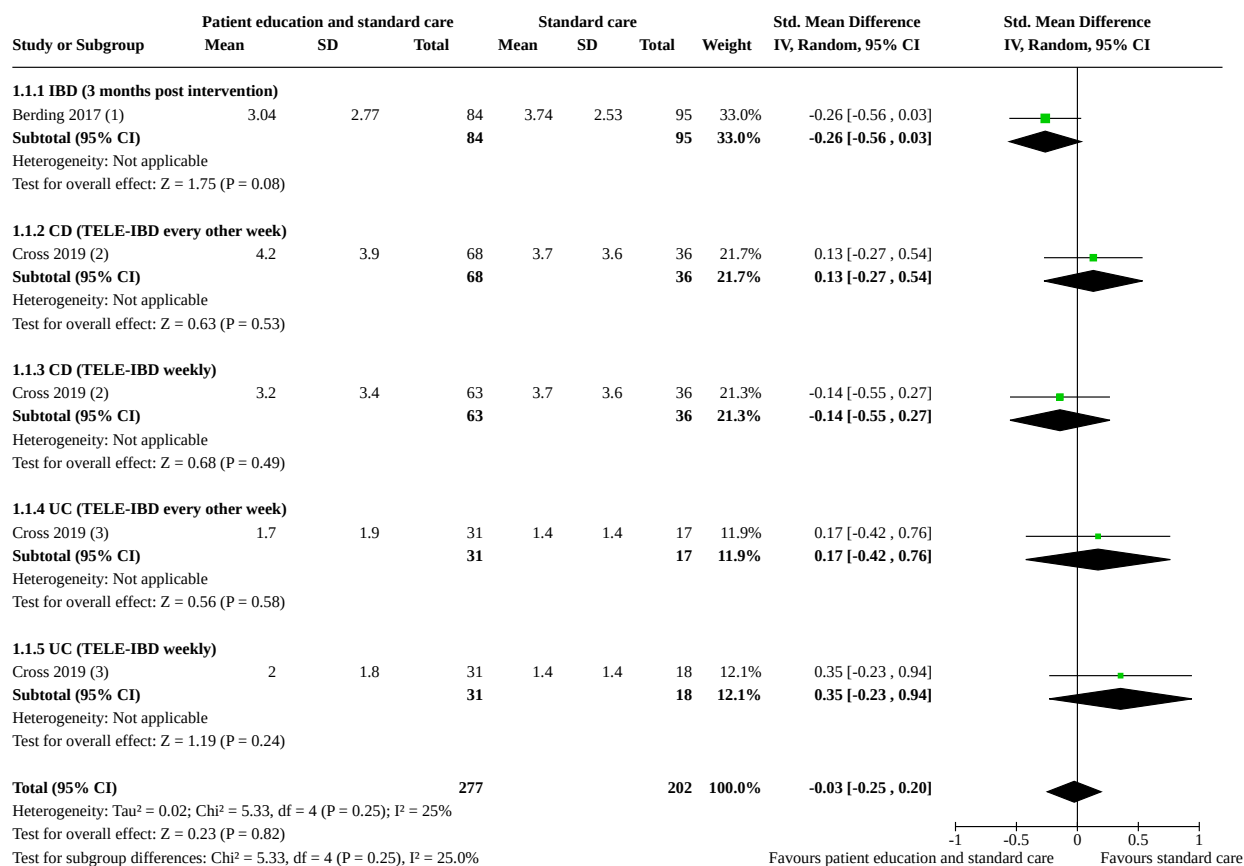 Patient education and standard care Standard care Std. Mean Difference Std. Mean Difference
Study or Subgroup Mean SD Total Mean SD Total Weight IV, Random, 95% CI IV, Random, 95% CI
1.1.1 IBD (3 months post intervention)
Berding 2017 (1) 3.04 2.77 84 3.74 2.53 95 33.0% -0.26 [-0.56 , 0.03]
Subtotal (95% CI) 84 95 33.0% -0.26 [-0.56 , 0.03]
Heterogeneity: Not applicable
Test for overall effect: Z = 1.75 (P = 0.08)
1.1.2 CD (TELE-IBD every other week)
Cross 2019 (2) 4.2 3.9 68 3.7 3.6 36 21.7% 0.13 [-0.27 , 0.54]
Subtotal (95% CI) 68 36 21.7% 0.13 [-0.27 , 0.54]
Heterogeneity: Not applicable
Test for overall effect: Z = 0.63 (P = 0.53)
1.1.3 CD (TELE-IBD weekly)
Cross 2019 (2) 3.2 3.4 63 3.7 3.6 36 21.3% -0.14 [-0.55 , 0.27]
Subtotal (95% CI) 63 36 21.3% -0.14 [-0.55 , 0.27]
Heterogeneity: Not applicable
Test for overall effect: Z = 0.68 (P = 0.49)
1.1.4 UC (TELE-IBD every other week)
Cross 2019 (3) 1.7 1.9 31 1.4 1.4 17 11.9% 0.17 [-0.42 , 0.76]
Subtotal (95% CI) 31 17 11.9% 0.17 [-0.42 , 0.76]
Heterogeneity: Not applicable
Test for overall effect: Z = 0.56 (P = 0.58)
1.1.5 UC (TELE-IBD weekly)
Cross 2019 (3) 2 1.8 31 1.4 1.4 18 12.1% 0.35 [-0.23 , 0.94]
Subtotal (95% CI) 31 18 12.1% 0.35 [-0.23 , 0.94]
Heterogeneity: Not applicable
Test for overall effect: Z = 1.19 (P = 0.24)
Total (95% CI) 277 202 100.0% -0.03 [-0.25 , 0.20]
Heterogeneity: Tau² = 0.02; Chi² = 5.33, df = 4 (P = 0.25); I² = 25%
Test for overall effect: Z = 0.23 (P = 0.82)
-1 -0.5 0 0.5 1
Test for subgroup differences: Chi² = 5.33, df = 4 (P = 0.25), I² = 25.0% Favours patient education and standard care Favours standard care